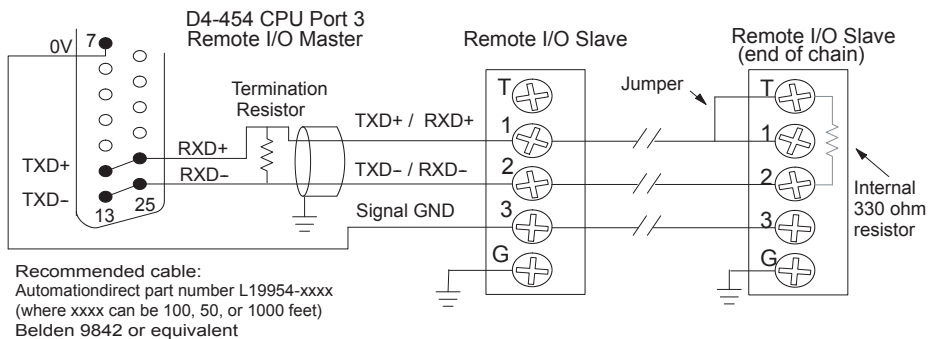 D4-454 CPU Port 3
Remote I/O Master
Remote I/O Slave
Remote I/O Slave
(end of chain)
0V
7
Termination
Resistor
Jumper
T
T
TXD+ / RXD+
1
1
RXD+
TXD+
RXD–
TXD– / RXD–
2
2
TXD–
13
25
Signal GND
3
3
Internal
330 ohm
resistor
G
G
Recommended cable:
Automationdirect part number L19954-xxxx
(where xxxx can be 100, 50, or 1000 feet)
Belden 9842 or equivalent